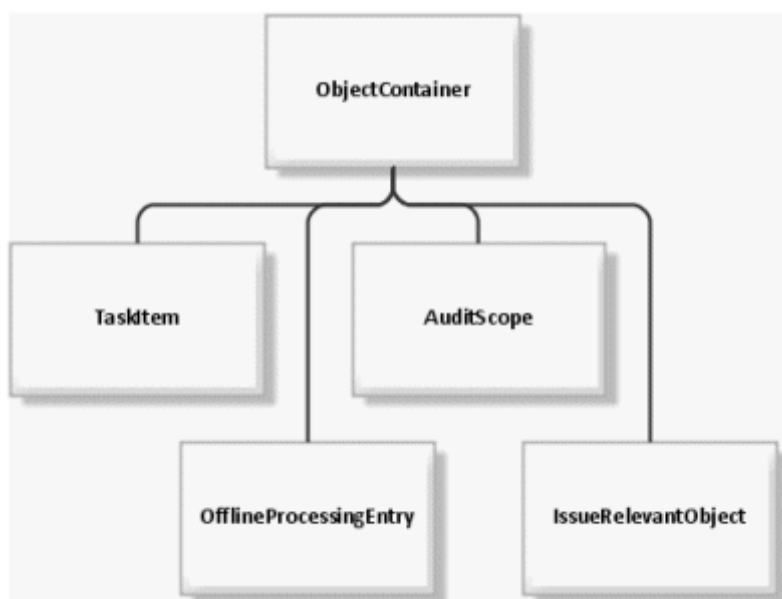 ObjectContainer
TaskItem
AuditScope
OfflineProcessingEntry
IssueRelevantObject